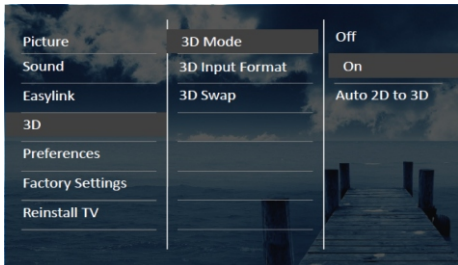 Picture
Sound
Easylink
3D
Preferences
Factory Settings
Reinstall TV
3D Mode
3D Input Format
3D Swap
Off
On
Auto 2D to 3D